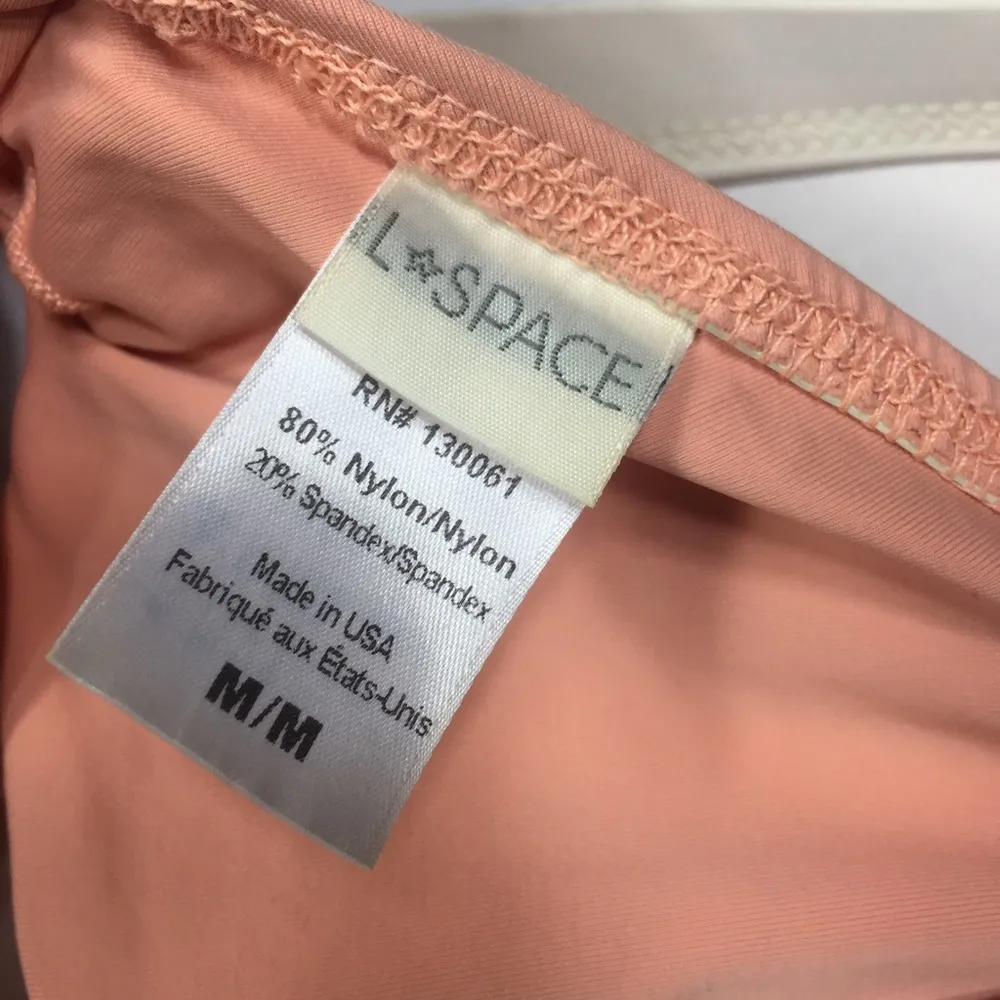 L*SPACE
RN# 130061
80% Nylon/Nylon
20% Spandex/Spandex
Made in USA
Fabriqué aux États-Unis
M/M